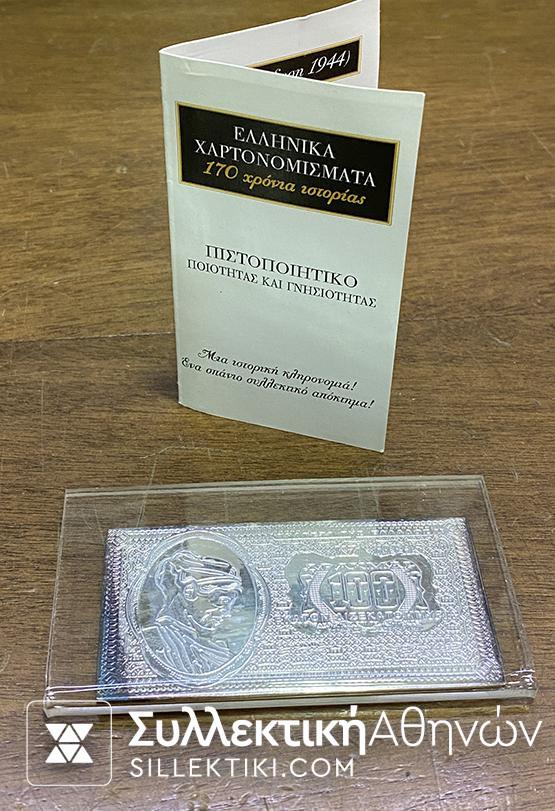 1944)
ΕΛΛΗΝΙΚΑ
ΧΑΡΤΟΝΟΜΙΣΜΑΤΑ
170 χρόνια ιστορίας
ΠΙΣΤΟΠΟΙΗΤΙΚΟ
ΠΟΙΟΤΗΤΑΣ ΚΑΙ ΓΝΗΣΙΟΤΗΤΑΣ
Μια ιστορική κληρονομιά!
Ένα σπάνιο συλλεκτικό απόκτημα!
100
ΣυλλεκτικήΑθηνών
SILLEKTIKI.COM